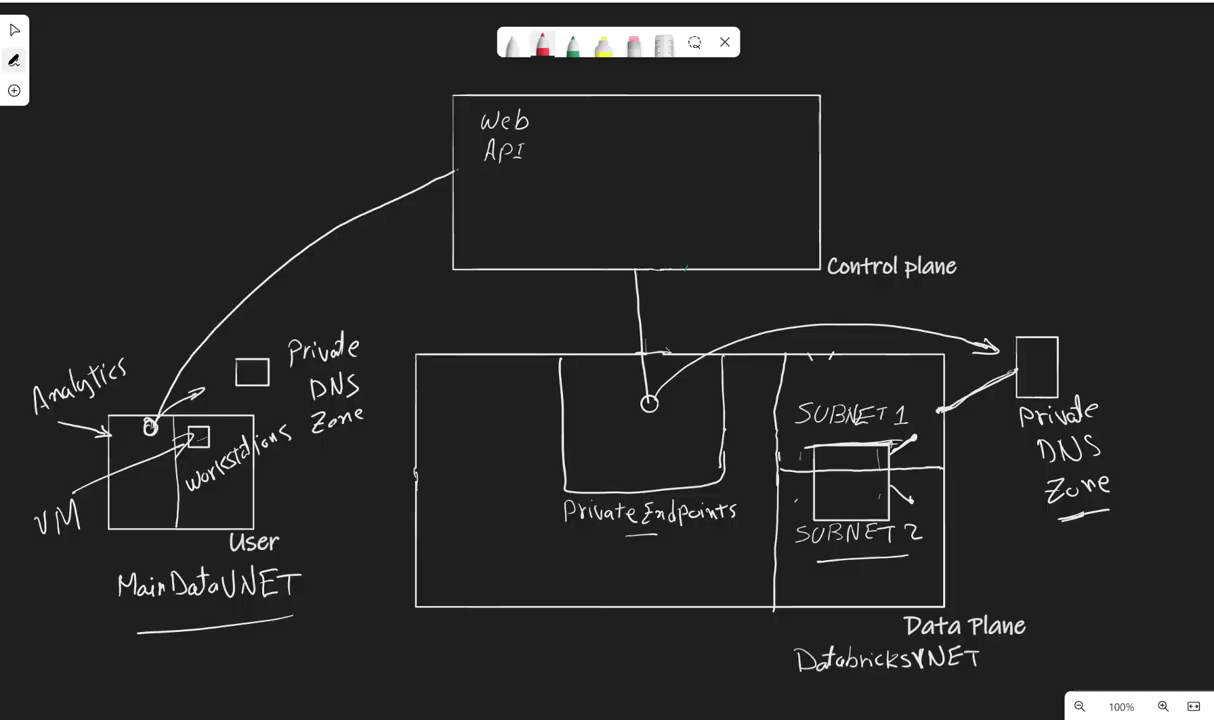 Web
API
Control plane
Private
DNS
Zone
Analytics
workstations
VM
User
MainDataVNET
Private Endpoints
SUBNET 1
SUBNET 2
Private
DNS
Zone
Data Plane
DatabricksVNET
100%